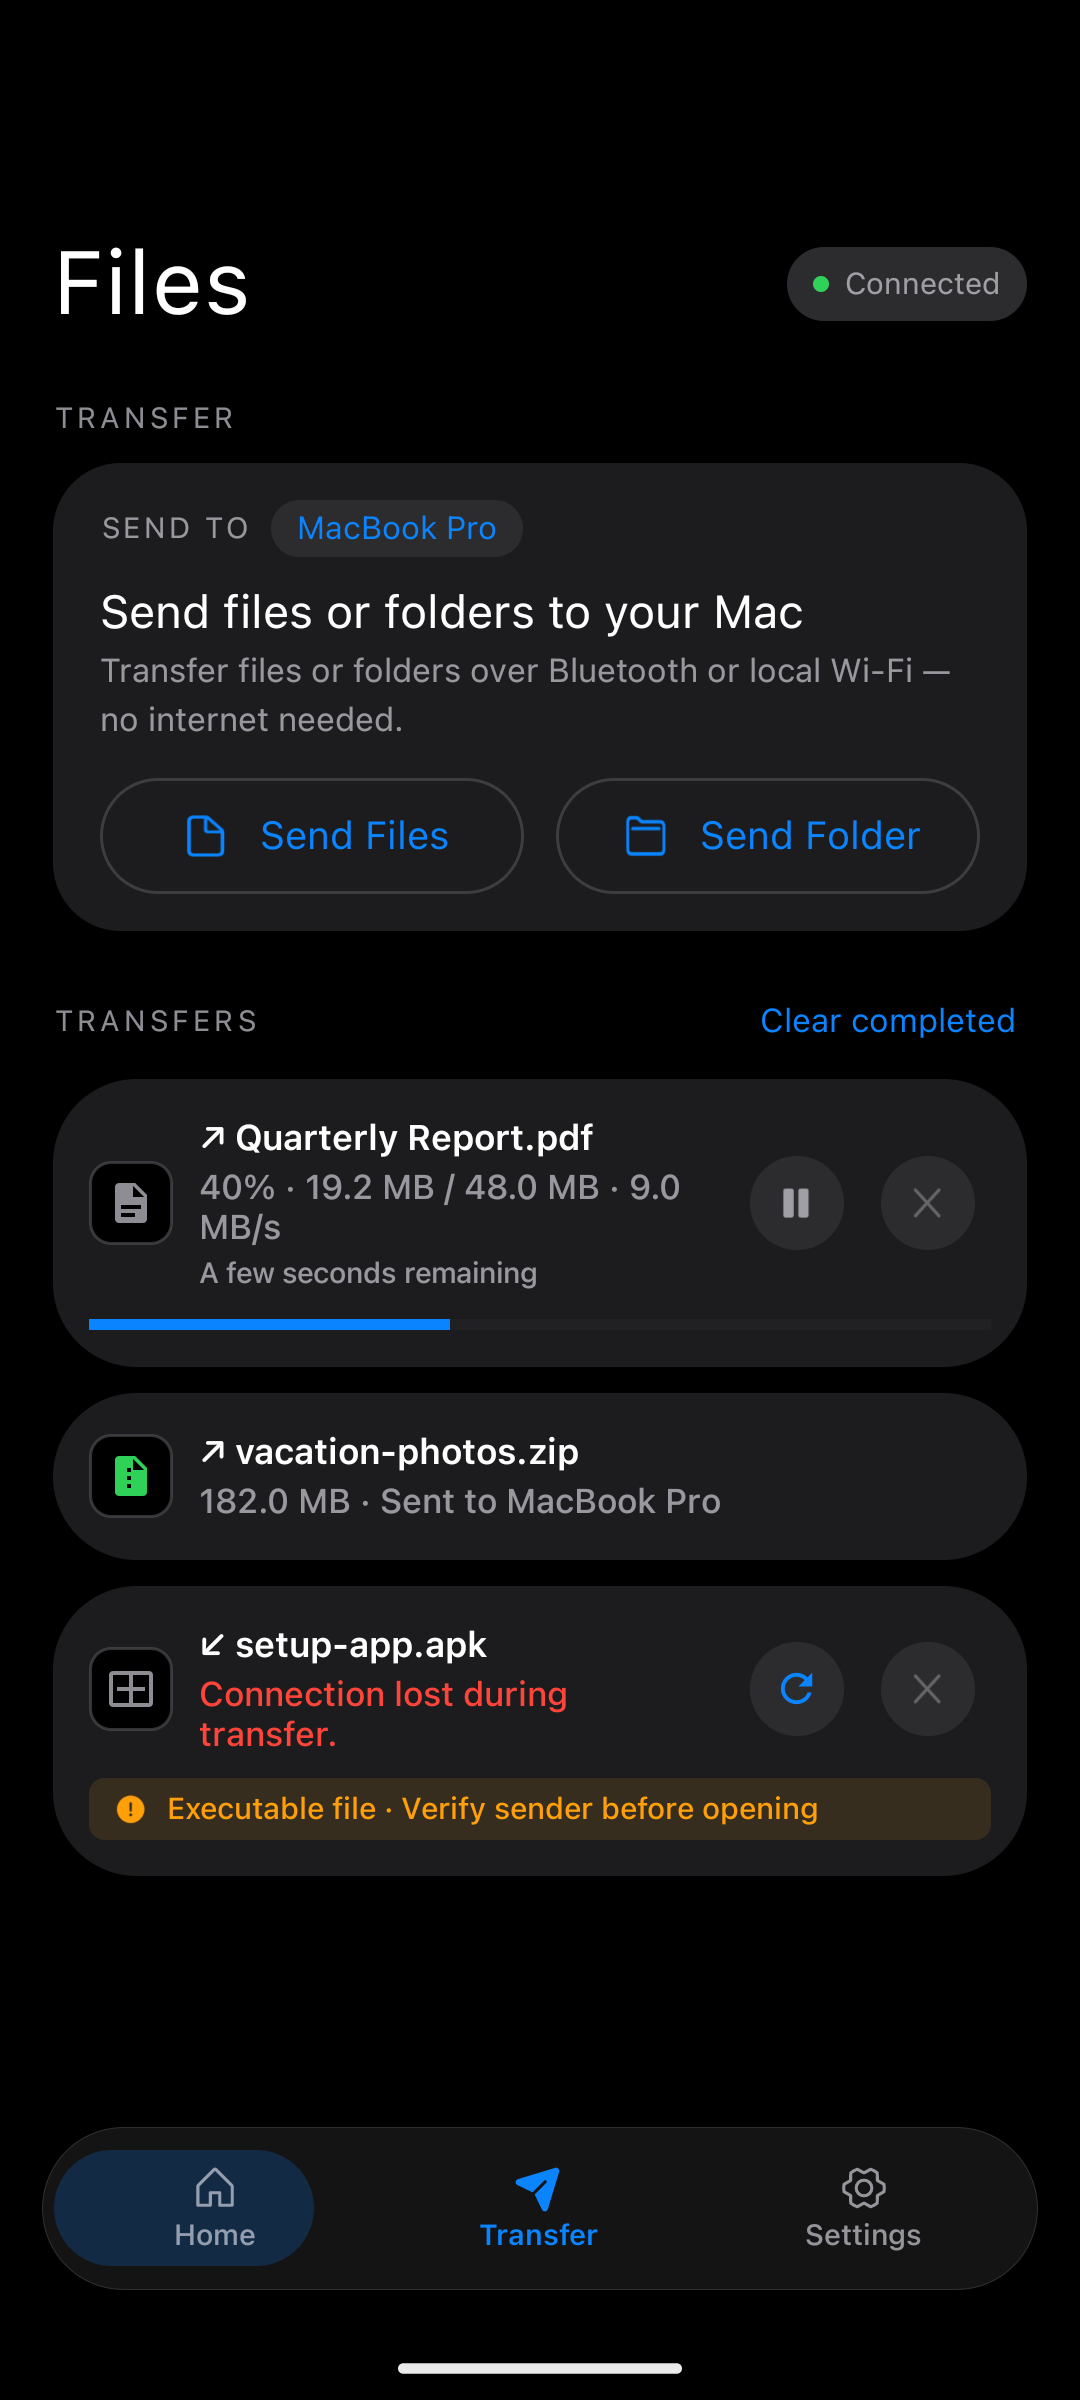 Files
Connected
TRANSFER
SEND TO
MacBook Pro
Send files or folders to your Mac
Transfer files or folders over Bluetooth or local Wi-Fi —
no internet needed.
Send Files
Send Folder
TRANSFERS
Clear completed
↗ Quarterly Report.pdf
40% · 19.2 MB / 48.0 MB · 9.0
MB/s
A few seconds remaining
↗ vacation-photos.zip
182.0 MB · Sent to MacBook Pro
↙ setup-app.apk
Connection lost during
transfer.
Executable file · Verify sender before opening
Home
Transfer
Settings